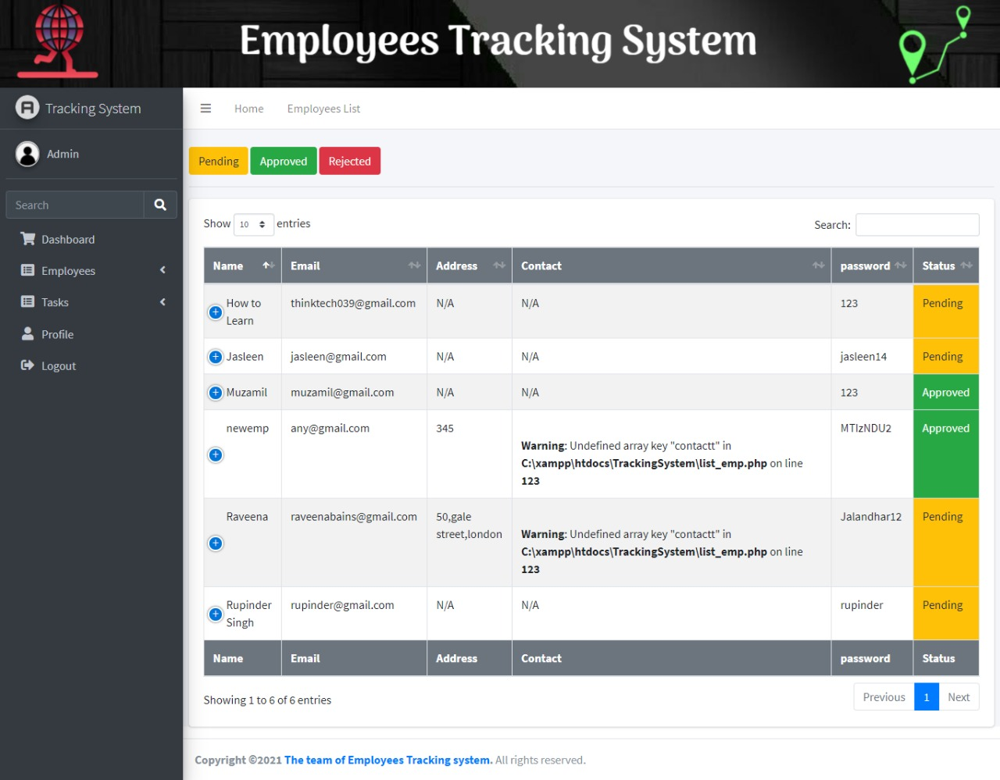 Employees Tracking System
Tracking System
Home Employees List
Admin
Pending Approved Rejected
Search
Dashboard
Employees
Tasks
Profile
Logout
Show 10 entries
Search:
Name Email Address Contact password Status
How to Learn thinktech039@gmail.com N/A N/A 123 Pending
Jasleen jasleen@gmail.com N/A N/A jasleen14 Pending
Muzamil muzamil@gmail.com N/A N/A 123 Approved
newemp any@gmail.com 345 MTIzNDU2 Approved
Warning: Undefined array key "contactt" in
C:\xampp\htdocs\TrackingSystem\list_emp.php on line
123
Raveena raveenabains@gmail.com 50,gale street,london Jalandhar12 Pending
Warning: Undefined array key "contactt" in
C:\xampp\htdocs\TrackingSystem\list_emp.php on line
123
Rupinder Singh rupinder@gmail.com N/A N/A rupinder Pending
Name Email Address Contact password Status
Showing 1 to 6 of 6 entries
Previous 1 Next
Copyright ©2021 The team of Employees Tracking system. All rights reserved.